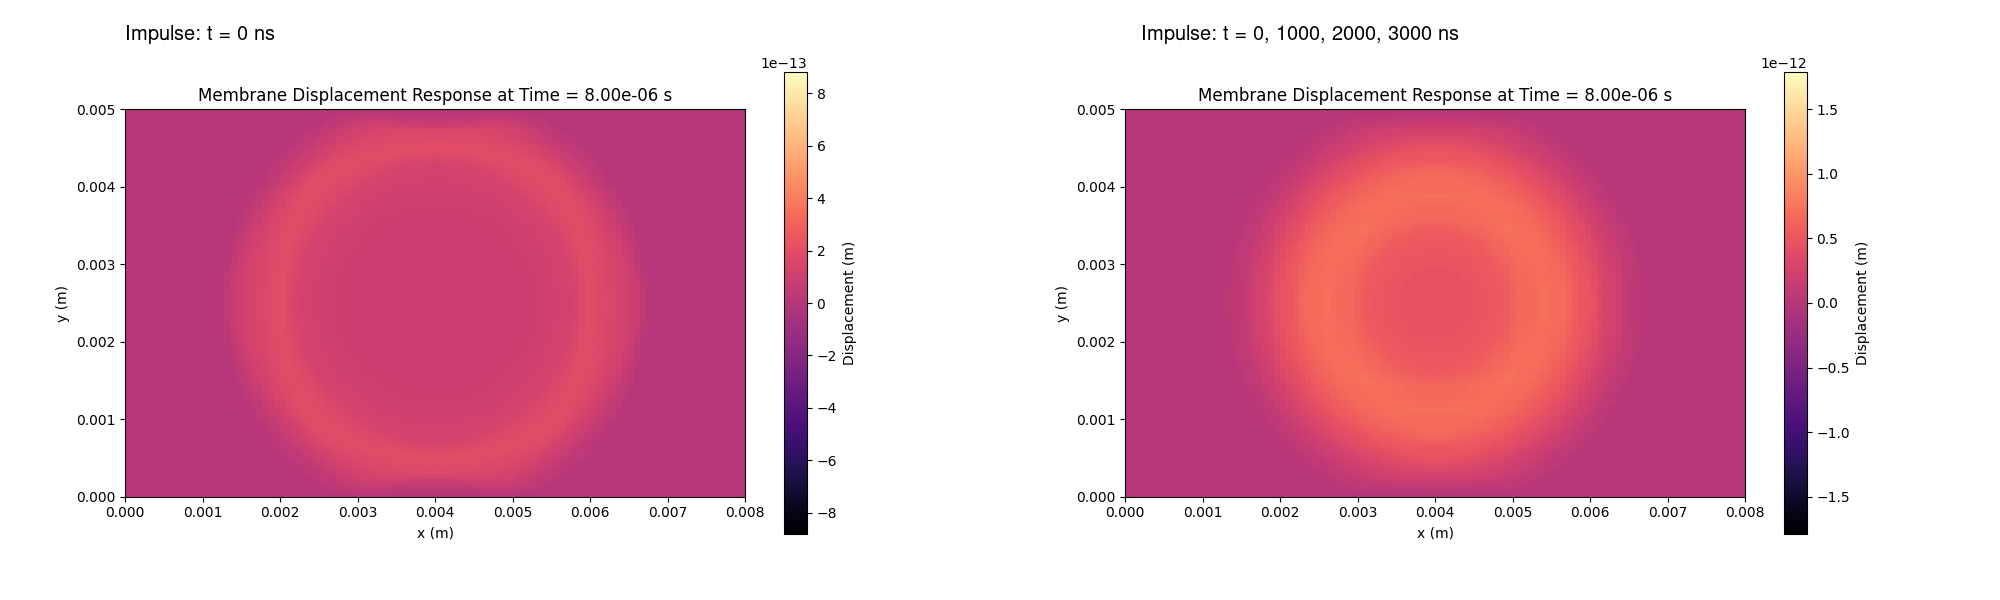 Impulse: t = 0 ns
Membrane Displacement Response at Time = 8.00e-06 s
1e−13
0.005
0.004
0.003
0.002
0.001
0.000
y (m)
0.000 0.001 0.002 0.003 0.004 0.005 0.006 0.007 0.008
x (m)
8
6
4
2
0
−2
−4
−6
−8
Displacement (m)
Impulse: t = 0, 1000, 2000, 3000 ns
Membrane Displacement Response at Time = 8.00e-06 s
1e−12
0.005
0.004
0.003
0.002
0.001
0.000
y (m)
0.000 0.001 0.002 0.003 0.004 0.005 0.006 0.007 0.008
x (m)
1.5
1.0
0.5
0.0
−0.5
−1.0
−1.5
Displacement (m)